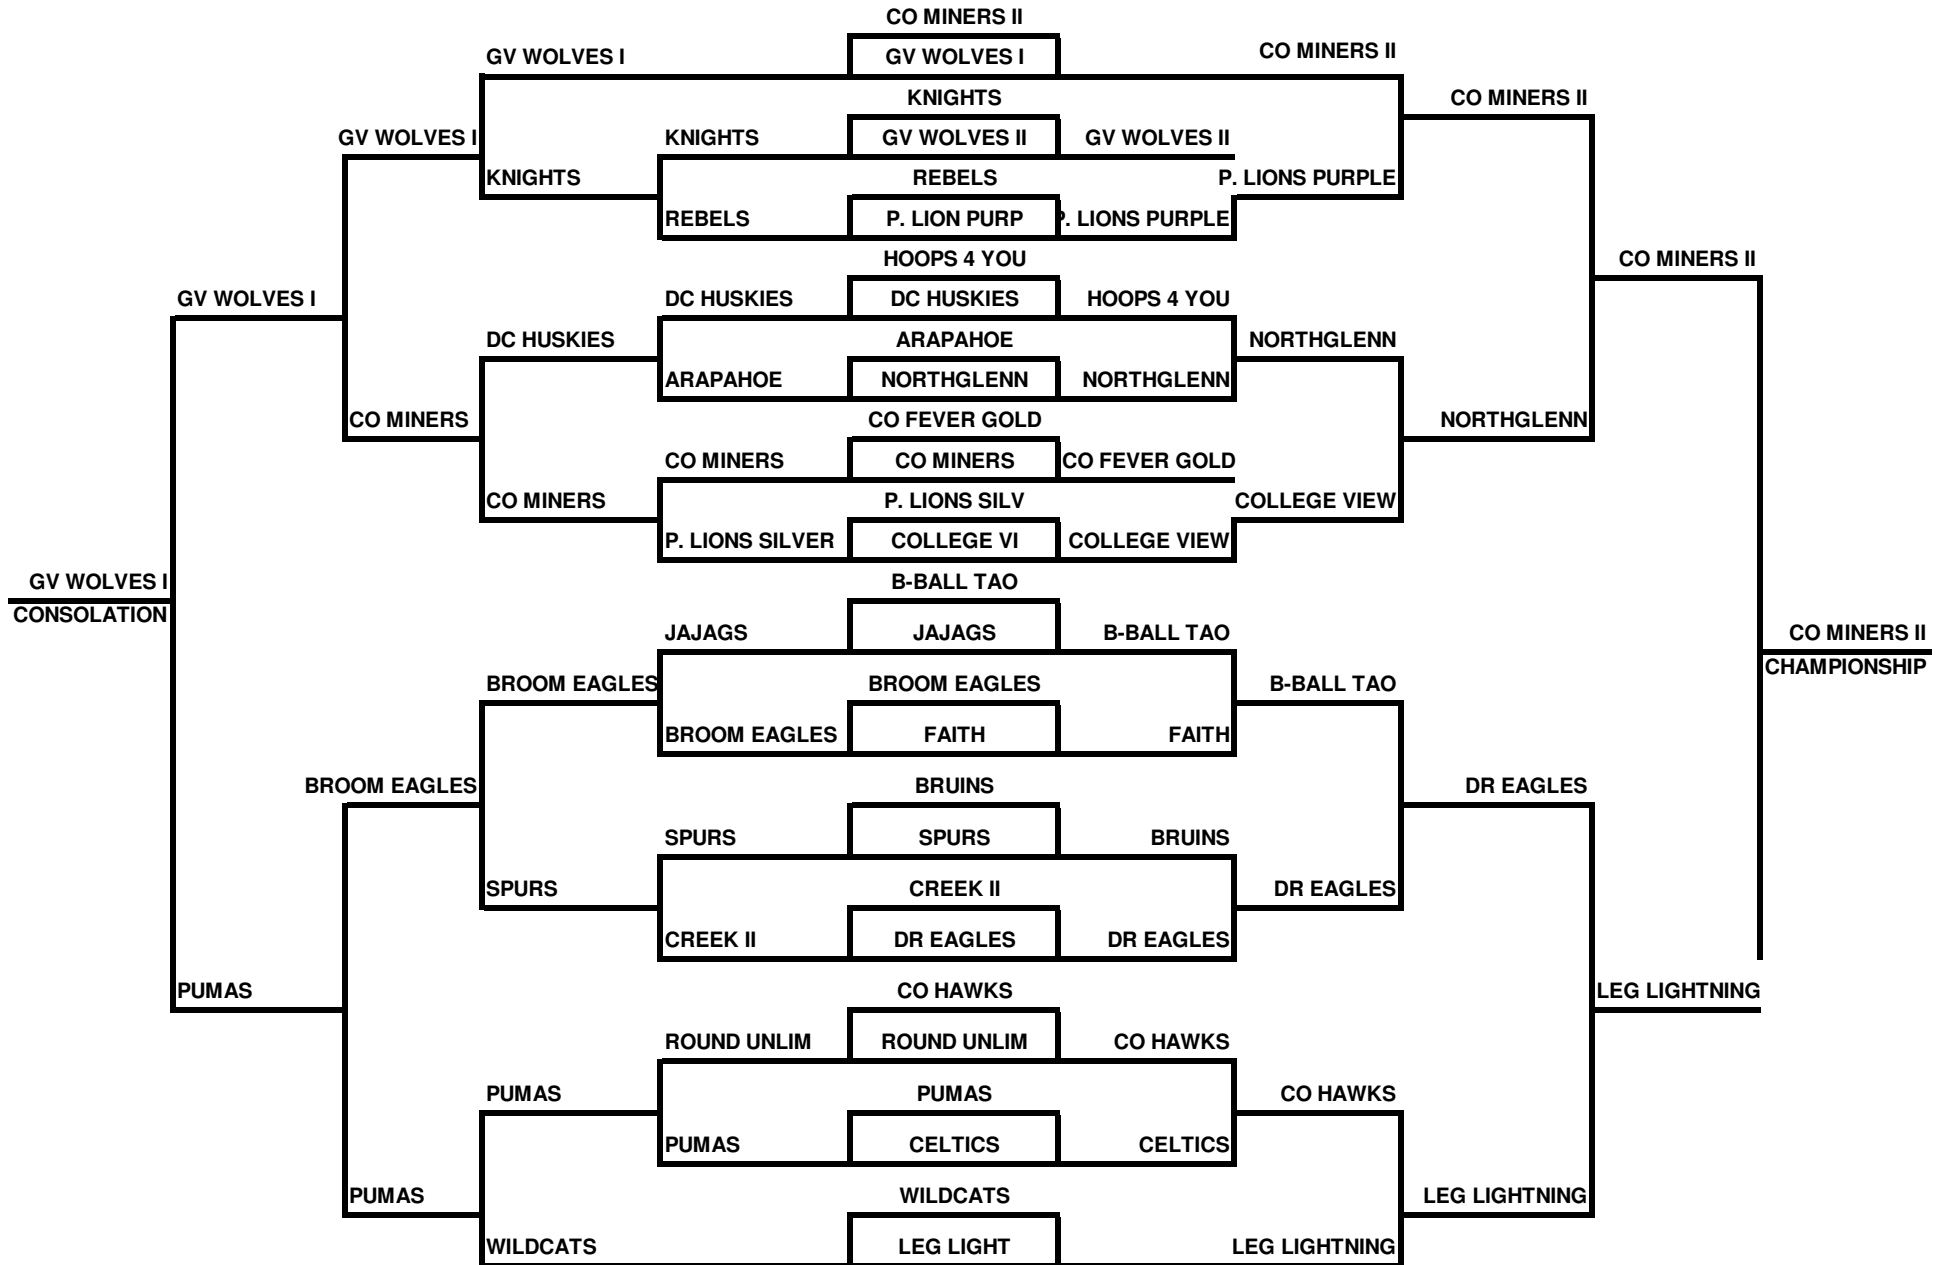 CO MINERS II
GV WOLVES I GV WOLVES I CO MINERS II
KNIGHTS CO MINERS II
GV WOLVES I KNIGHTS GV WOLVES II GV WOLVES II
KNIGHTS REBELS P. LIONS PURPLE
REBELS P. LION PURP P. LIONS PURPLE
HOOPS 4 YOU CO MINERS II
GV WOLVES I DC HUSKIES DC HUSKIES HOOPS 4 YOU
DC HUSKIES ARAPAHOE NORTHGLENN
ARAPAHOE NORTHGLENN NORTHGLENN
CO MINERS CO FEVER GOLD NORTHGLENN
CO MINERS CO MINERS CO FEVER GOLD
CO MINERS P. LIONS SILV COLLEGE VIEW
P. LIONS SILVER COLLEGE VI COLLEGE VIEW
GV WOLVES I B-BALL TAO
CONSOLATION
JAJAGS JAJAGS B-BALL TAO CO MINERS II
CHAMPIONSHIP
BROOM EAGLES BROOM EAGLES B-BALL TAO
BROOM EAGLES FAITH FAITH
BROOM EAGLES BRUINS DR EAGLES
SPURS SPURS BRUINS
SPURS CREEK II DR EAGLES
CREEK II DR EAGLES DR EAGLES
PUMAS CO HAWKS LEG LIGHTNING
ROUND UNLIM ROUND UNLIM CO HAWKS
PUMAS PUMAS CO HAWKS
PUMAS CELTICS CELTICS
PUMAS WILDCATS LEG LIGHTNING
WILDCATS LEG LIGHT LEG LIGHTNING